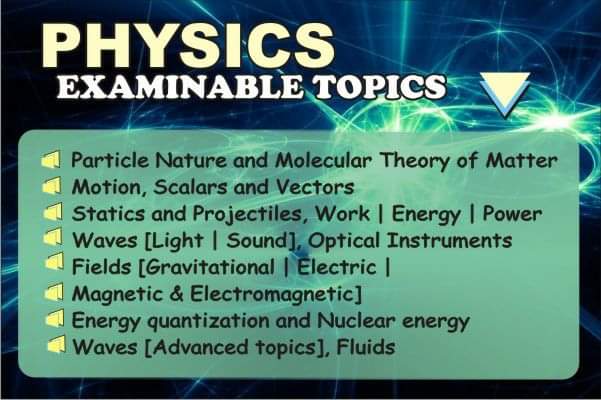 PHYSICS
EXAMINABLE TOPICS
Particle Nature and Molecular Theory of Matter
Motion, Scalars and Vectors
Statics and Projectiles, Work | Energy | Power
Waves [Light | Sound], Optical Instruments
Fields [Gravitational | Electric |
Magnetic & Electromagnetic]
Energy quantization and Nuclear energy
Waves [Advanced topics], Fluids